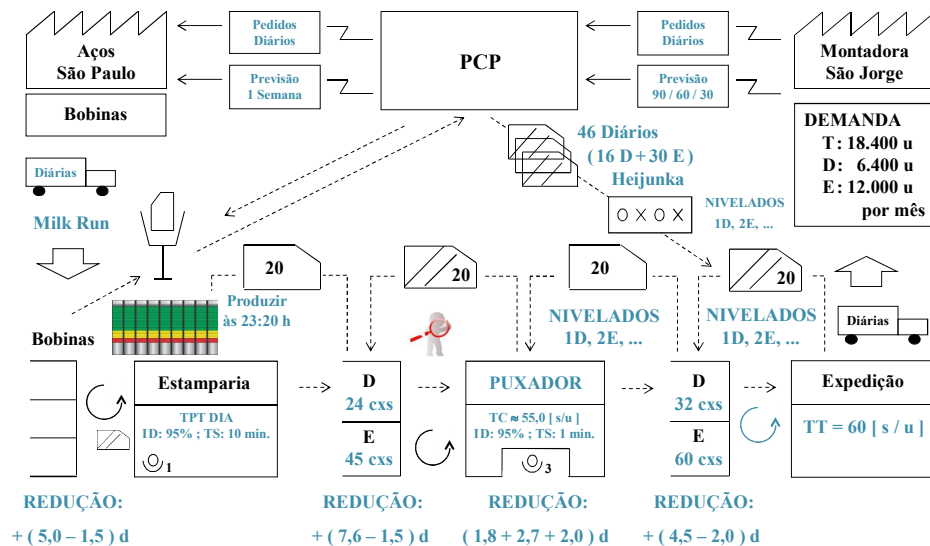 Aços
São Paulo
Bobinas
Pedidos
Diários
Previsão
1 Semana
PCP
Pedidos
Diários
Previsão
90 / 60 / 30
Montadora
São Jorge
DEMANDA
T: 18.400 u
D: 6.400 u
E: 12.000 u
por mês
Diárias
Milk Run
46 Diários
( 16 D + 30 E )
Heijunka
O X O X
NIVELADOS
1D, 2E, ...
20
Produzir
às 23:20 h
20
20
NIVELADOS
1D, 2E, ...
20
NIVELADOS
1D, 2E, ...
Diárias
Bobinas
Estamparia
TPT DIA
ID: 95% ; TS: 10 min.
1
D
24 cxs
E
45 cxs
PUXADOR
TC ≈ 55,0 [ s/u ]
ID: 95% ; TS: 1 min.
3
D
32 cxs
E
60 cxs
Expedição
TT = 60 [ s / u ]
REDUÇÃO:
+ ( 5,0 – 1,5 ) d
REDUÇÃO:
+ ( 7,6 – 1,5 ) d
REDUÇÃO:
( 1,8 + 2,7 + 2,0 ) d
REDUÇÃO:
+ ( 4,5 – 2,0 ) d